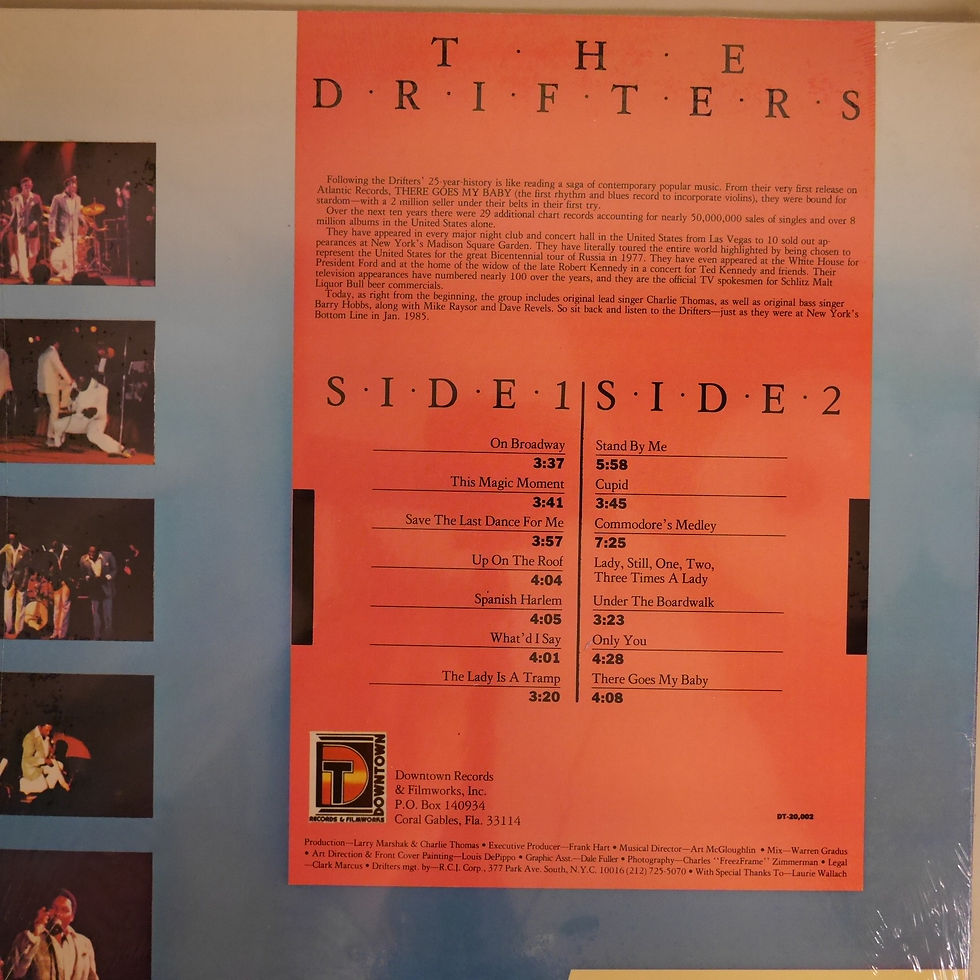 T · H · E
D · R · I · F · T · E · R · S
Following the Drifters' 25-year-history is like reading a saga of contemporary popular music. From their very first release on
Atlantic Records, THERE GOES MY BABY (the first rhythm and blues record to incorporate violins), they were bound for
stardom—with a 2 million seller under their belts in their first try.
Over the next ten years there were 29 additional chart records accounting for nearly 50,000,000 sales of singles and over 8
million albums in the United States alone.
They have appeared in every major night club and concert hall in the United States from Las Vegas to 10 sold out ap-
pearances at New York's Madison Square Garden. They have literally toured the entire world highlighted by being chosen to
represent the United States for the great Bicentennial tour of Russia in 1977. They have even appeared at the White House for
President Ford and at the home of the widow of the late Robert Kennedy in a concert for Ted Kennedy and friends. Their
television appearances have numbered nearly 100 over the years, and they are the official TV spokesmen for Schlitz Malt
Liquor Bull beer commercials.
Today, as right from the beginning, the group includes original lead singer Charlie Thomas, as well as original bass singer
Barry Hobbs, along with Mike Raysor and Dave Revels. So sit back and listen to the Drifters—just as they were at New York's
Bottom Line in Jan. 1985.
S · I · D · E · 1
On Broadway
3:37
This Magic Moment
3:41
Save The Last Dance For Me
3:57
Up On The Roof
4:04
Spanish Harlem
4:05
What'd I Say
4:01
The Lady Is A Tramp
3:20
S · I · D · E · 2
Stand By Me
5:58
Cupid
3:45
Commodore's Medley
7:25
Lady, Still, One, Two,
Three Times A Lady
Under The Boardwalk
3:23
Only You
4:28
There Goes My Baby
4:08
DT DOWNTOWN
RECORDS & FILMWORKS
Downtown Records
& Filmworks, Inc.
P.O. Box 140934
Coral Gables, Fla. 33114
DT-20,002
Production—Larry Marshak & Charlie Thomas • Executive Producer—Frank Hart • Musical Director—Art McGloughlin • Mix—Warren Gradus
• Art Direction & Front Cover Painting—Louis DePippo • Graphic Asst.—Dale Fuller • Photography—Charles "FreezFrame" Zimmerman • Legal
—Clark Marcus • Drifters mgt. by—R.C.I. Corp., 377 Park Ave. South, N.Y.C. 10016 (212) 725-5070 • With Special Thanks To—Laurie Wallach